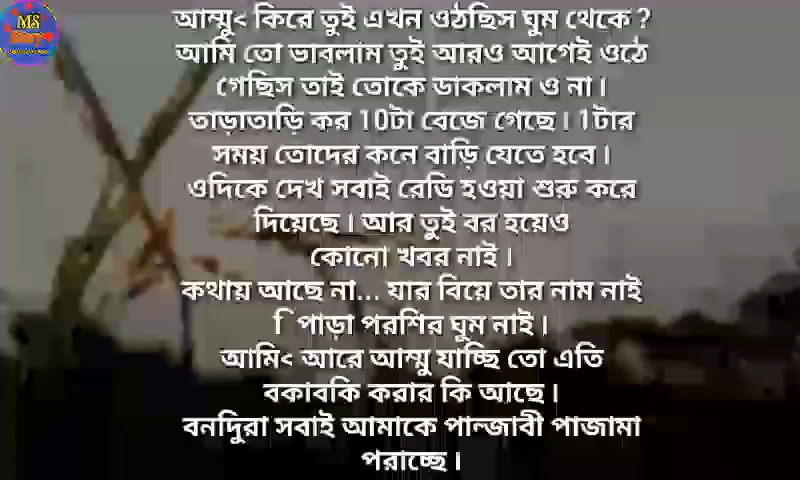 MS
Story
আম্মু< কিরে তুই এখন ওঠছিস ঘুম থেকে ?
আমি তো ভাবলাম তুই আরও আগেই ওঠে
গেছিস তাই তোকে ডাকলাম ও না।
তাড়াতাড়ি কর 10টা বেজে গেছে। 1টার
সময় তোদের কনে বাড়ি যেতে হবে।
ওদিকে দেখ সবাই রেডি হওয়া শুরু করে
দিয়েছে। আর তুই বর হয়েও
কোনো খবর নাই।
কথায় আছে না... যার বিয়ে তার নাম নাই
ি পাড়া পরশির ঘুম নাই।
আমি< আরে আম্মু যাচ্ছি তো এতি
বকাবকি করার কি আছে।
বনদিুরা সবাই আমাকে পান্জাবী পাজামা
পরাচ্ছে।